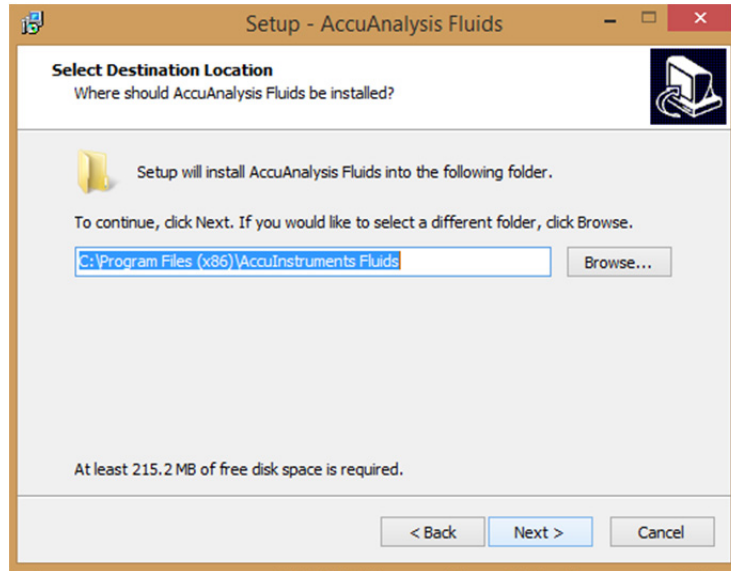 Setup - AccuAnalysis Fluids
Select Destination Location
Where should AccuAnalysis Fluids be installed?
Setup will install AccuAnalysis Fluids into the following folder.
To continue, click Next. If you would like to select a different folder, click Browse.
C:\Program Files (x86)\AccuInstruments Fluids
Browse...
At least 215.2 MB of free disk space is required.
< Back
Next >
Cancel